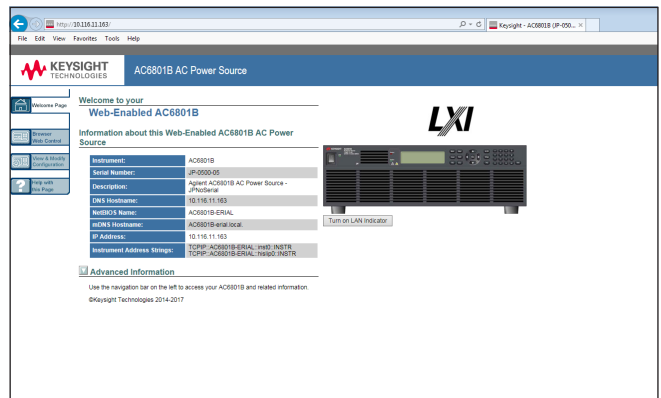 http://10.116.11.163/
Keysight - AC6801B (JP-050...
File Edit View Favorites Tools Help
KEYSIGHT
TECHNOLOGIES
AC6801B AC Power Source
Welcome Page
Browser
Web Control
View & Modify
Configuration
Help with
this Page
Welcome to your
Web-Enabled AC6801B
Information about this Web-Enabled AC6801B AC Power
Source
Instrument: AC6801B
Serial Number: JP-0500-05
Description: Agilent AC6801B AC Power Source -
JPNoSerial
DNS Hostname: 10.116.11.163
NetBIOS Name: AC6801B-ERIAL
mDNS Hostname: AC6801B-erial.local.
IP Address: 10.116.11.163
Instrument Address Strings: TCPIP::AC6801B-ERIAL::inst0::INSTR
TCPIP::AC6801B-ERIAL::hislip0::INSTR
LXI
Turn on LAN Indicator
Advanced Information
Use the navigation bar on the left to access your AC6801B and related information.
©Keysight Technologies 2014-2017